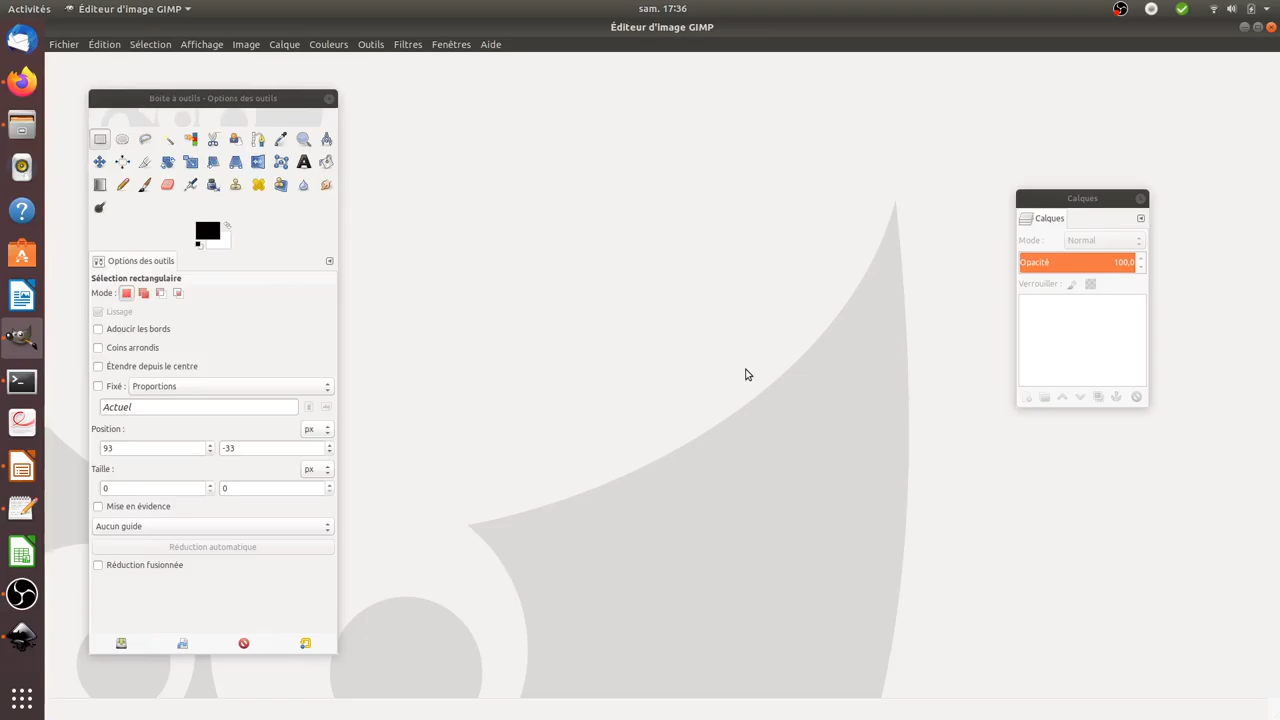 Activités Éditeur d'image GIMP sam. 17:36
Éditeur d'image GIMP
Fichier Édition Sélection Affichage Image Calque Couleurs Outils Filtres Fenêtres Aide
Boîte à outils - Options des outils
Options des outils
Sélection rectangulaire
Mode :
Lissage
Adoucir les bords
Coins arrondis
Étendre depuis le centre
Fixé : Proportions
Actuel
Position : px
93 -33
Taille : px
0 0
Mise en évidence
Aucun guide
Réduction automatique
Réduction fusionnée
Calques
Calques
Mode : Normal
Opacité 100,0
Verrouiller :